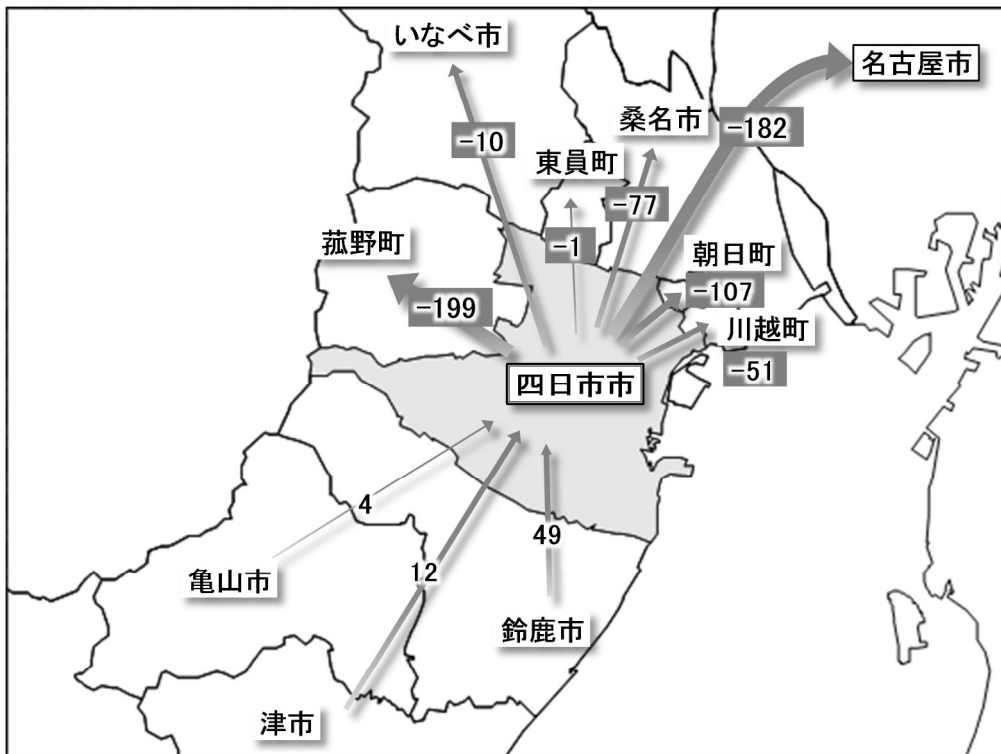 いなべ市
名古屋市
桑名市
-182
-10
東員町
-77
菰野町
-1
朝日町
-107
-199
川越町
-51
四日市市
4
49
12
亀山市
鈴鹿市
津市